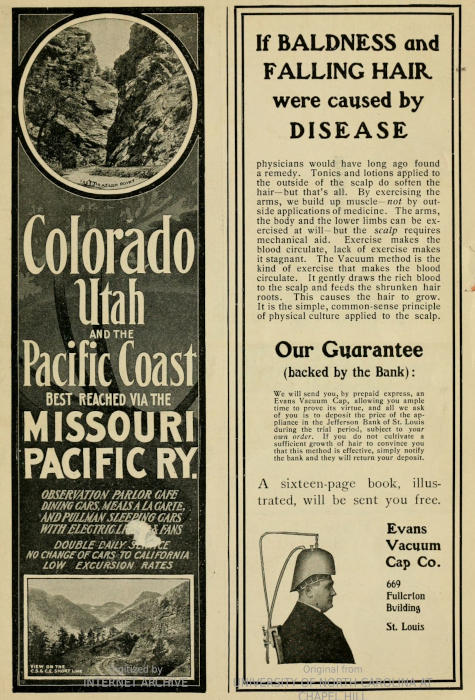 Colorado
Utah
AND THE
Pacific Coast
BEST REACHED VIA THE
MISSOURI
PACIFIC RY.
OBSERVATION PARLOR CAFE
DINING CARS, MEALS A LA CARTE,
AND PULLMAN SLEEPING CARS
WITH ELECTRIC & FANS
DOUBLE DAILY SERVICE
NO CHANGE OF CARS TO CALIFORNIA
LOW EXCURSION RATES
VIEW ON THE
C.S.& C.C. SHORT LINE
If BALDNESS and
FALLING HAIR
were caused by
DISEASE
physicians would have long ago found
a remedy. Tonics and lotions applied to
the outside of the scalp do soften the
hair—but that's all. By exercising the
arms, we build up muscle—not by out-
side applications of medicine. The arms,
the body and the lower limbs can be ex-
ercised at will—but the scalp requires
mechanical aid. Exercise makes the
blood circulate, lack of exercise makes
it stagnant. The Vacuum method is the
kind of exercise that makes the blood
circulate. It gently draws the rich blood
to the scalp and feeds the shrunken hair
roots. This causes the hair to grow.
It is the simple, common-sense principle
of physical culture applied to the scalp.
Our Guarantee
(backed by the Bank):
We will send you, by prepaid express, an
Evans Vacuum Cap, allowing you ample
time to prove its virtue, and all we ask
of you is to deposit the price of the ap-
pliance in the Jefferson Bank of St. Louis
during the trial period, subject to your
own order. If you do not cultivate a
sufficient growth of hair to convince you
that this method is effective, simply notify
the bank and they will return your deposit.
A sixteen-page book, illus-
trated, will be sent you free.
Evans
Vacuum
Cap Co.
669
Fullerton
Building
St. Louis
Digitized by
INTERNET ARCHIVE
Original from
UNIVERSITY OF NORTH CAROLINA AT
CHAPEL HILL